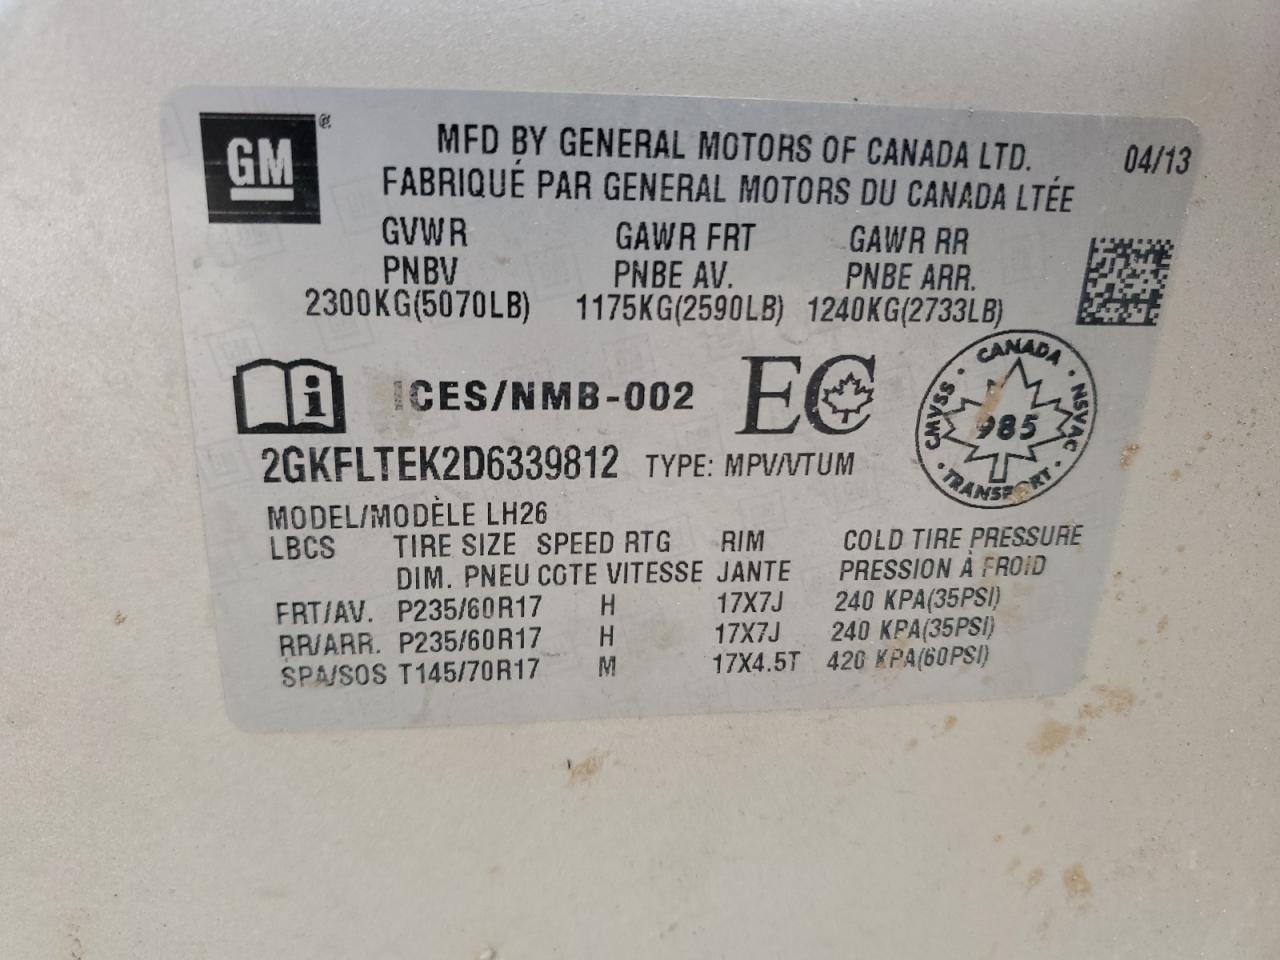 GM ®
MFD BY GENERAL MOTORS OF CANADA LTD. 04/13
FABRIQUÉ PAR GENERAL MOTORS DU CANADA LTÉE
GVWR GAWR FRT GAWR RR
PNBV PNBE AV. PNBE ARR.
2300KG(5070LB) 1175KG(2590LB) 1240KG(2733LB)
i ICES/NMB-002 EC
CANADA · NSVAC · TRANSPORT · CMVSS ·
985
2GKFLTEK2D6339812 TYPE: MPV/VTUM
MODEL/MODÈLE LH26
LBCS TIRE SIZE SPEED RTG RIM COLD TIRE PRESSURE
DIM. PNEU COTE VITESSE JANTE PRESSION À FROID
FRT/AV. P235/60R17 H 17X7J 240 KPA(35PSI)
RR/ARR. P235/60R17 H 17X7J 240 KPA(35PSI)
SPA/SOS T145/70R17 M 17X4.5T 420 KPA(60PSI)